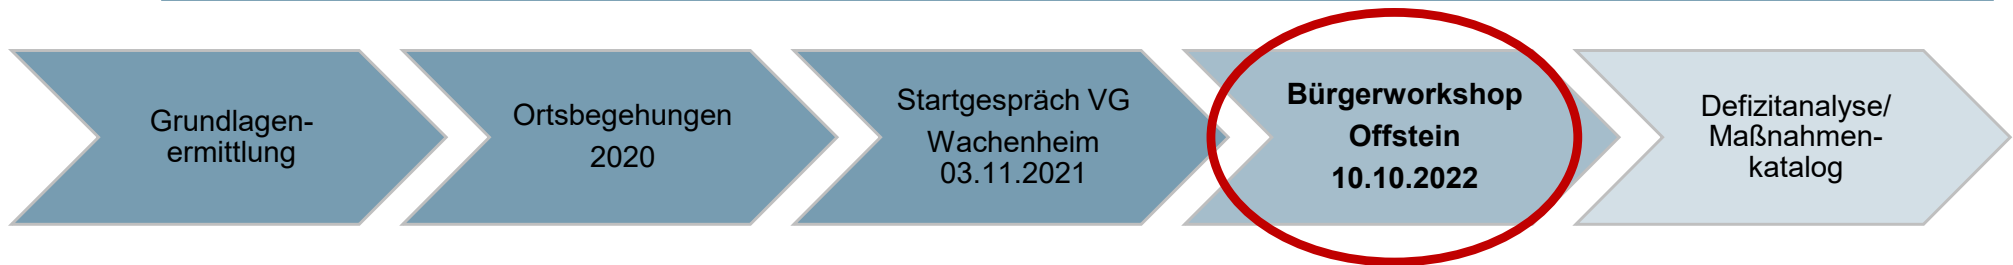 Grundlagen-
ermittlung
Ortsbegehungen
2020
Startgespräch VG
Wachenheim
03.11.2021
Bürgerworkshop
Offstein
10.10.2022
Defizitanalyse/
Maßnahmen-
katalog